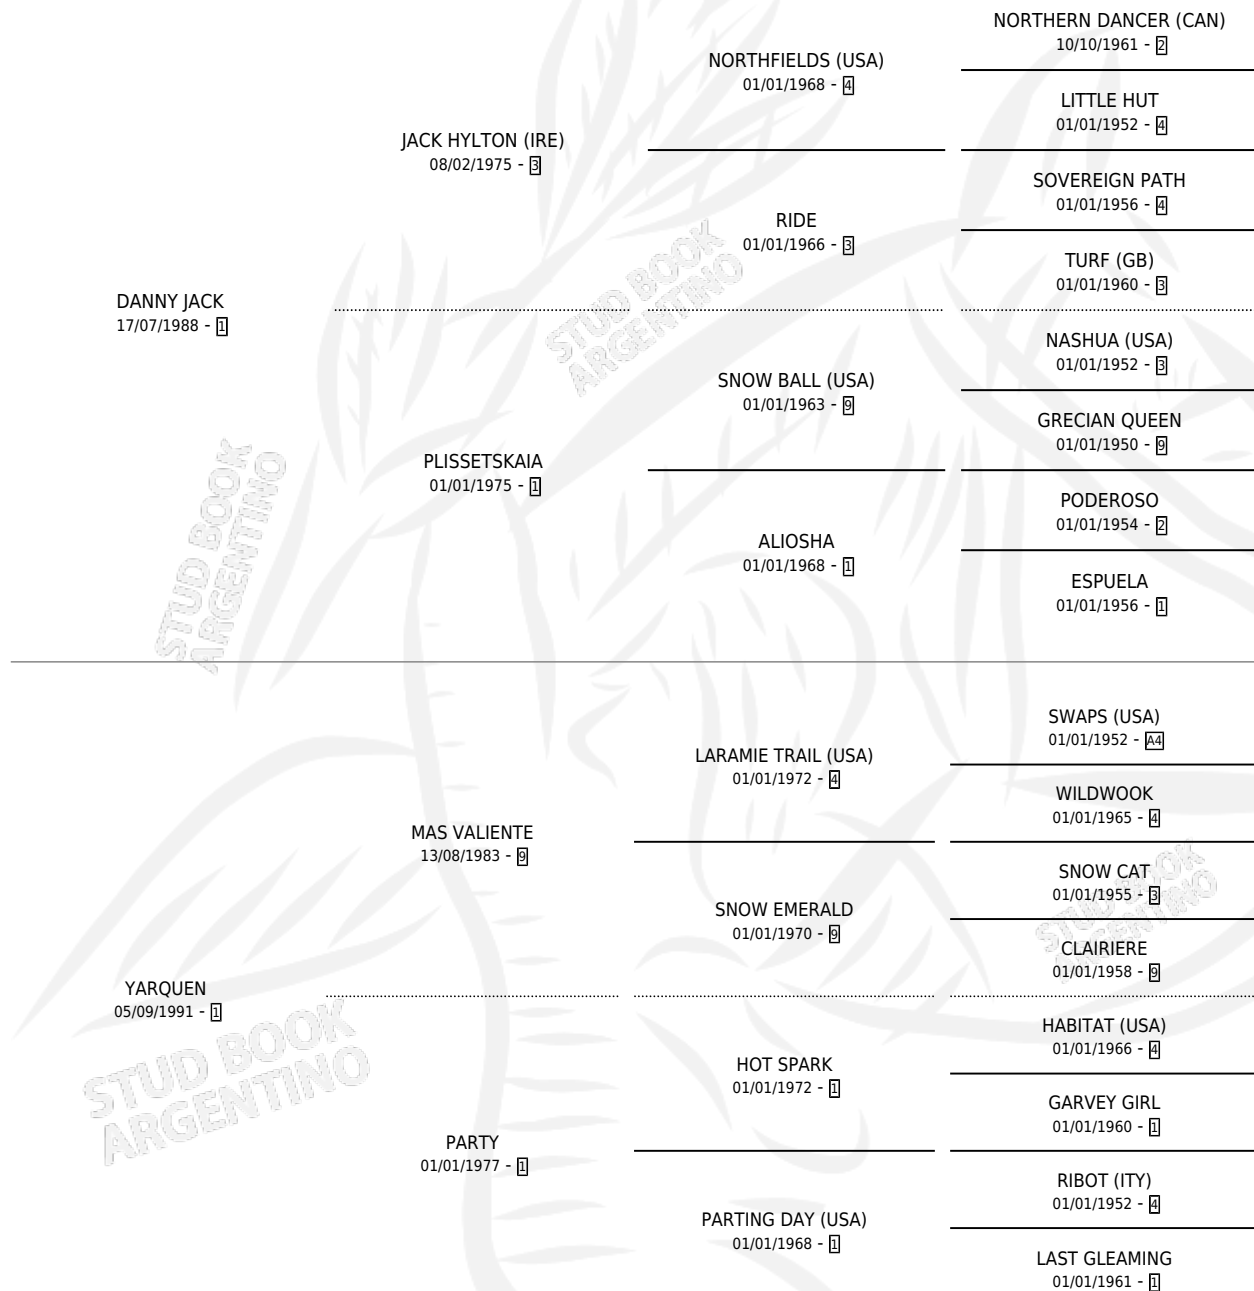 NORTHERN DANCER (CAN)
10/10/1961 - 2
NORTHFIELDS (USA)
01/01/1968 - 4
LITTLE HUT
01/01/1952 - 4
JACK HYLTON (IRE)
08/02/1975 - 3
SOVEREIGN PATH
01/01/1956 - 4
RIDE
01/01/1966 - 3
TURF (GB)
01/01/1960 - 3
STUD BOOK
ARGENTINO
DANNY JACK
17/07/1988 - 1
NASHUA (USA)
01/01/1952 - 3
SNOW BALL (USA)
01/01/1963 - 9
GRECIAN QUEEN
01/01/1950 - 9
PLISSETSKAIA
01/01/1975 - 1
PODEROSO
01/01/1954 - 2
ALIOSHA
01/01/1968 - 1
ESPUELA
01/01/1956 - 1
STUD BOOK
ARGENTINO
SWAPS (USA)
01/01/1952 - A4
LARAMIE TRAIL (USA)
01/01/1972 - 4
WILDWOOK
01/01/1965 - 4
MAS VALIENTE
13/08/1983 - 9
SNOW CAT
01/01/1955 - 3
SNOW EMERALD
01/01/1970 - 9
CLAIRIERE
01/01/1958 - 9
STUD BOOK
ARGENTINO
YARQUEN
05/09/1991 - 1
HABITAT (USA)
01/01/1966 - 4
HOT SPARK
01/01/1972 - 1
GARVEY GIRL
01/01/1960 - 1
STUD BOOK
ARGENTINO
PARTY
01/01/1977 - 1
RIBOT (ITY)
01/01/1952 - 4
PARTING DAY (USA)
01/01/1968 - 1
LAST GLEAMING
01/01/1961 - 1